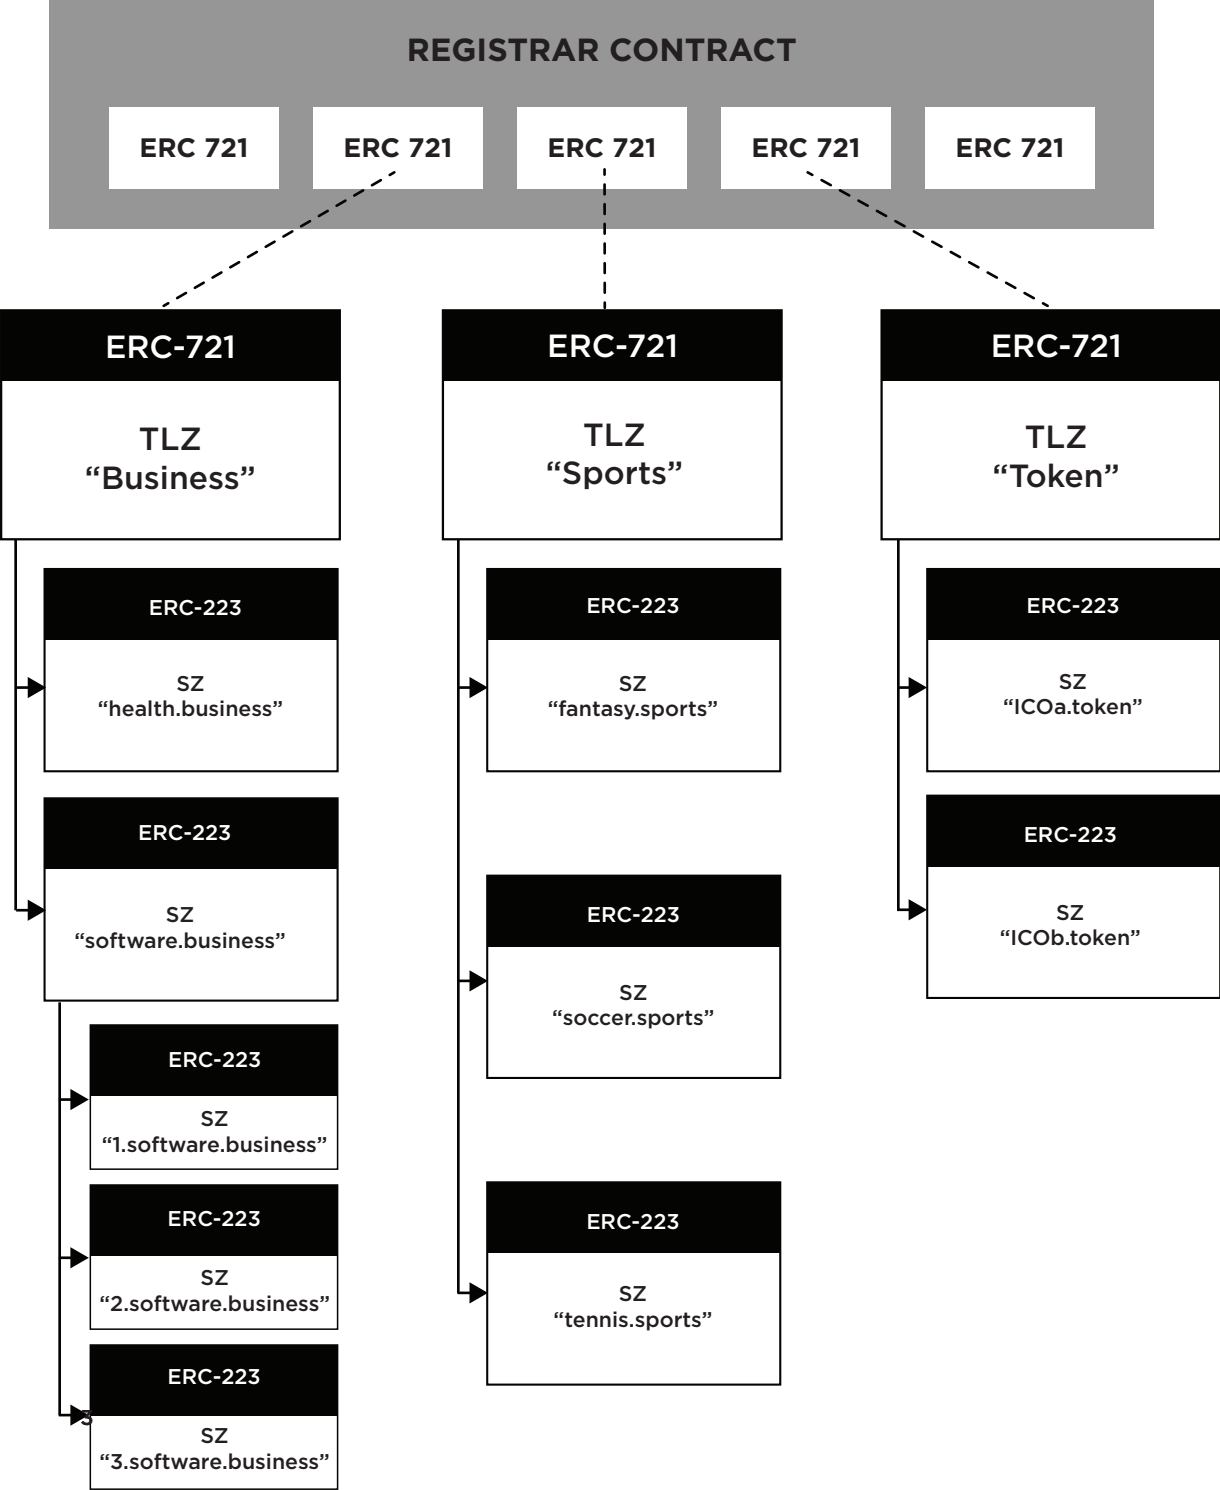 REGISTRAR CONTRACT
ERC 721
ERC 721
ERC 721
ERC 721
ERC 721
ERC-721
TLZ
“Business”
ERC-223
SZ
“health.business”
ERC-223
SZ
“software.business”
ERC-223
SZ
“1.software.business”
ERC-223
SZ
“2.software.business”
ERC-223
3
SZ
“3.software.business”
ERC-721
TLZ
“Sports”
ERC-223
SZ
“fantasy.sports”
ERC-223
SZ
“soccer.sports”
ERC-223
SZ
“tennis.sports”
ERC-721
TLZ
“Token”
ERC-223
SZ
“ICOa.token”
ERC-223
SZ
“ICOb.token”